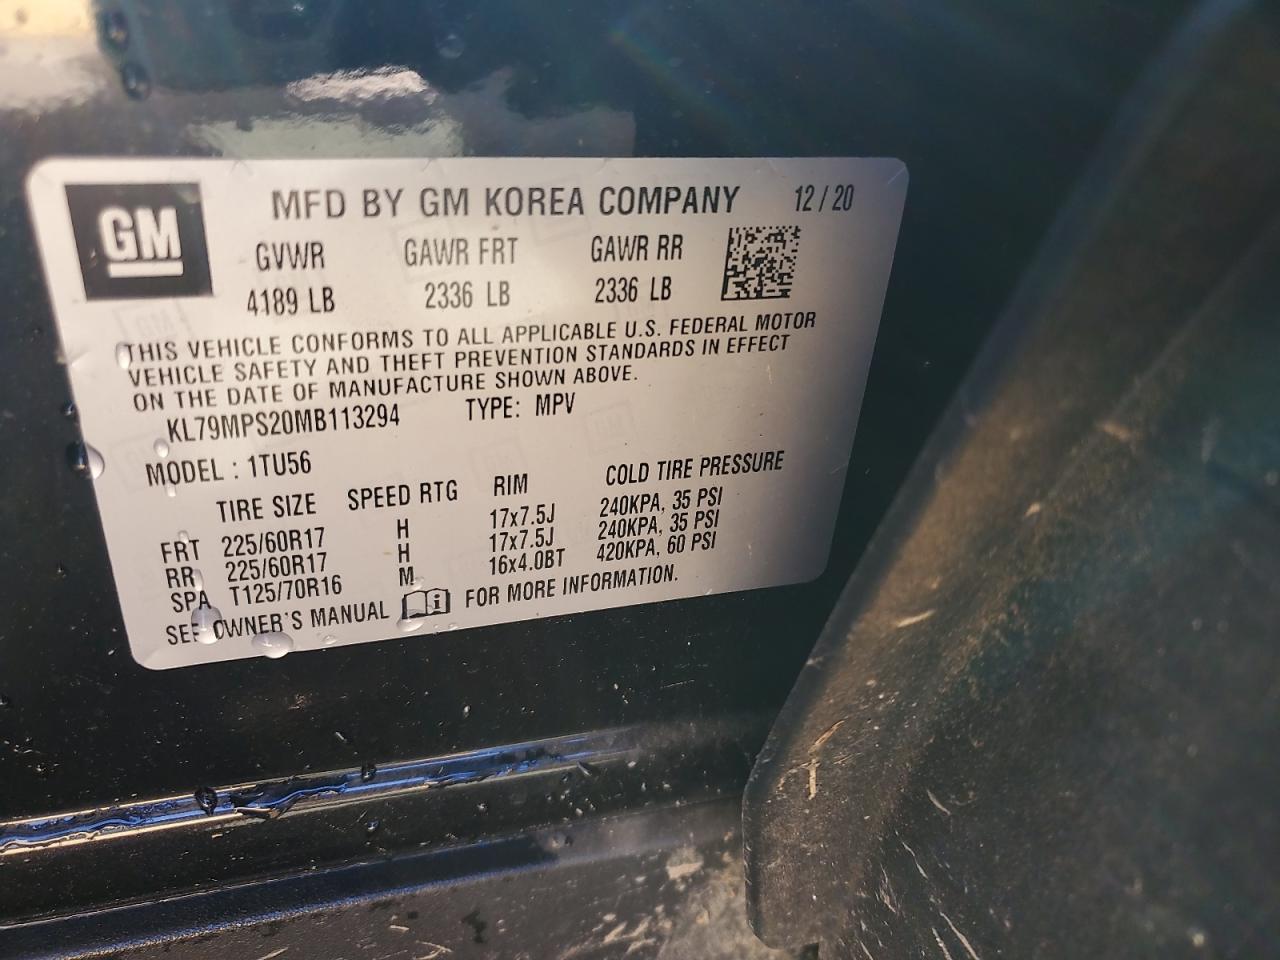 GM MFD BY GM KOREA COMPANY 12/20
GVWR GAWR FRT GAWR RR
4189 LB 2336 LB 2336 LB
THIS VEHICLE CONFORMS TO ALL APPLICABLE U.S. FEDERAL MOTOR
VEHICLE SAFETY AND THEFT PREVENTION STANDARDS IN EFFECT
ON THE DATE OF MANUFACTURE SHOWN ABOVE.
KL79MPS20MB113294 TYPE: MPV
MODEL : 1TU56
TIRE SIZE SPEED RTG RIM COLD TIRE PRESSURE
FRT 225/60R17 H 17x7.5J 240KPA, 35 PSI
RR 225/60R17 H 17x7.5J 240KPA, 35 PSI
SPA T125/70R16 M 16x4.0BT 420KPA, 60 PSI
SEE OWNER'S MANUAL i FOR MORE INFORMATION.